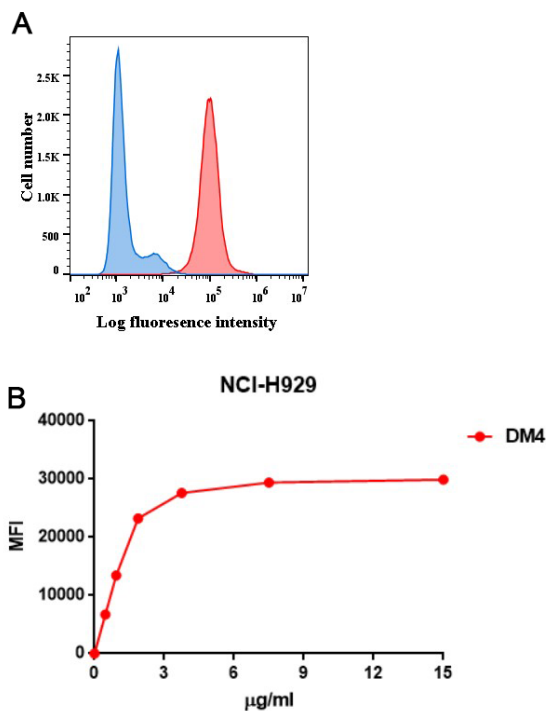 A
Cell number
2.5K
2.0K
1.5K
1.0K
500
0
10² 10³ 10⁴ 10⁵ 10⁶ 10⁷
Log fluoresence intensity
B
NCI-H929
DM4
MFI
40000
30000
20000
10000
0
0 3 6 9 12 15
μg/ml